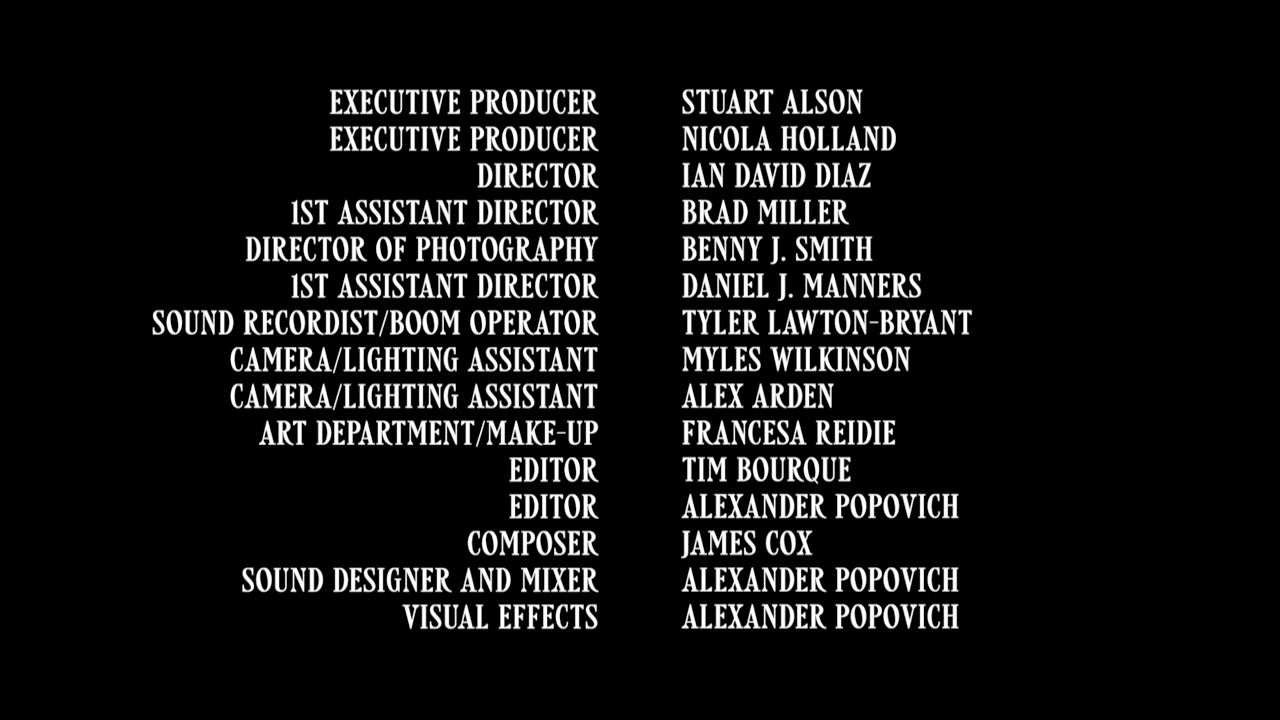 EXECUTIVE PRODUCER STUART ALSON
EXECUTIVE PRODUCER NICOLA HOLLAND
DIRECTOR IAN DAVID DIAZ
1ST ASSISTANT DIRECTOR BRAD MILLER
DIRECTOR OF PHOTOGRAPHY BENNY J. SMITH
1ST ASSISTANT DIRECTOR DANIEL J. MANNERS
SOUND RECORDIST/BOOM OPERATOR TYLER LAWTON-BRYANT
CAMERA/LIGHTING ASSISTANT MYLES WILKINSON
CAMERA/LIGHTING ASSISTANT ALEX ARDEN
ART DEPARTMENT/MAKE-UP FRANCESA REIDIE
EDITOR TIM BOURQUE
EDITOR ALEXANDER POPOVICH
COMPOSER JAMES COX
SOUND DESIGNER AND MIXER ALEXANDER POPOVICH
VISUAL EFFECTS ALEXANDER POPOVICH